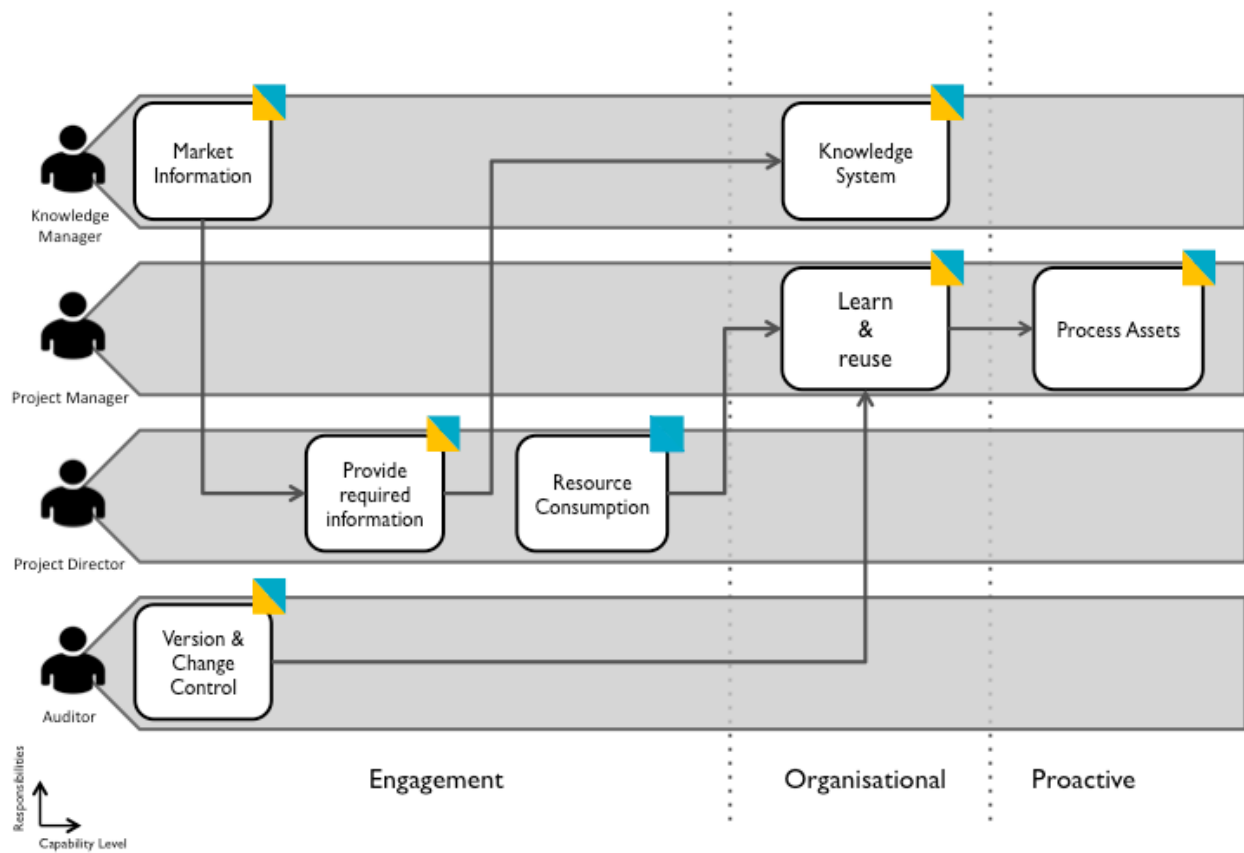 Market
Information
Knowledge
System
Knowledge
Manager
Learn
&
reuse
Process Assets
Project Manager
Provide
required
information
Resource
Consumption
Project Director
Version &
Change
Control
Auditor
Engagement
Organisational
Proactive
Responsibilities
Capability Level